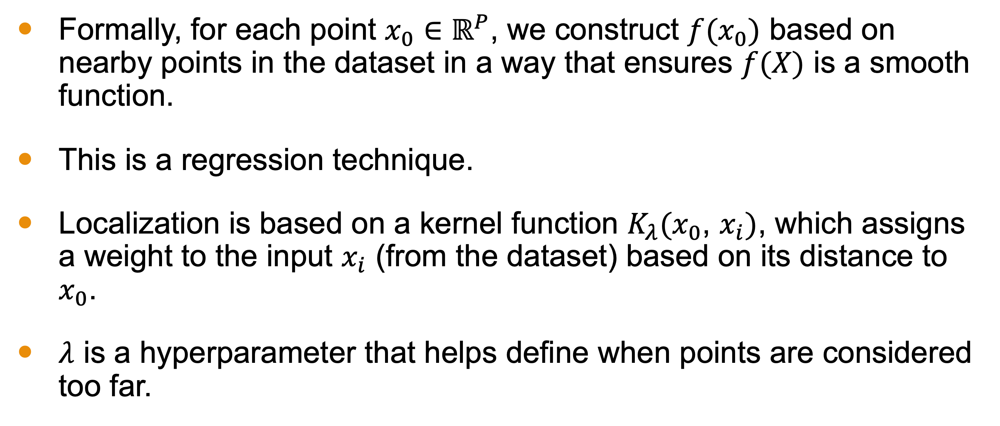 • Formally, for each point $x_0 \in \mathbb{R}^P$, we construct $f(x_0)$ based on
nearby points in the dataset in a way that ensures $f(X)$ is a smooth
function.
• This is a regression technique.
• Localization is based on a kernel function $K_\lambda(x_0, x_i)$, which assigns
a weight to the input $x_i$ (from the dataset) based on its distance to
$x_0$.
• $\lambda$ is a hyperparameter that helps define when points are considered
too far.